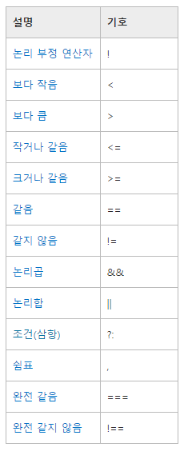 설명 기호
논리 부정 연산자 !
보다 작음 <
보다 큼 >
작거나 같음 <=
크거나 같음 >=
같음 ==
같지 않음 !=
논리곱 &&
논리합 ||
조건(삼항) ?:
쉼표 ,
완전 같음 ===
완전 같지 않음 !==